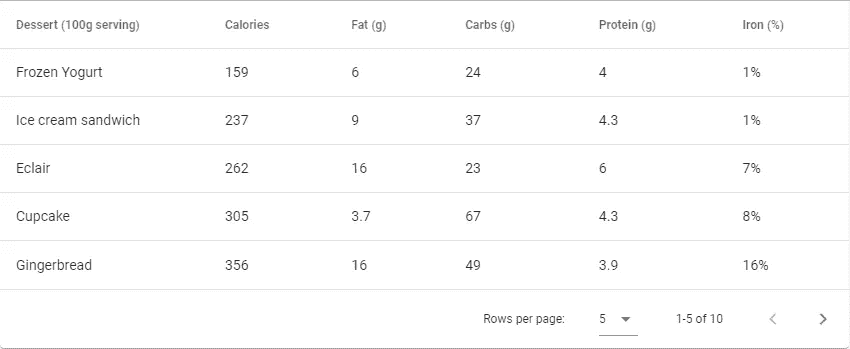 Dessert (100g serving) Calories Fat (g) Carbs (g) Protein (g) Iron (%)
Frozen Yogurt 159 6 24 4 1%
Ice cream sandwich 237 9 37 4.3 1%
Eclair 262 16 23 6 7%
Cupcake 305 3.7 67 4.3 8%
Gingerbread 356 16 49 3.9 16%
Rows per page: 5 1-5 of 10